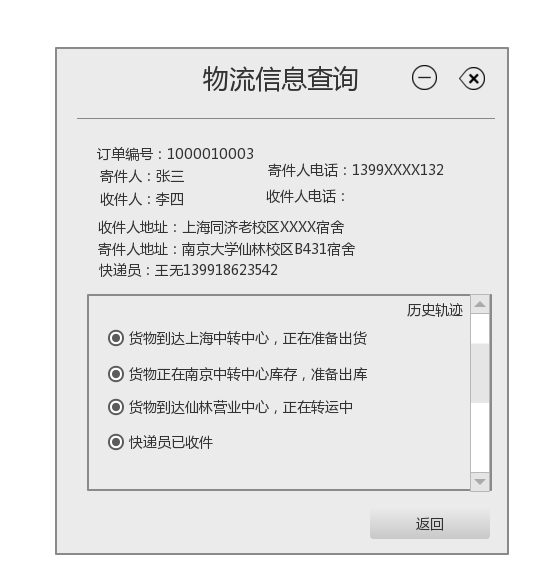 物流信息查询
订单编号：1000010003
寄件人：张三
寄件人电话：1399XXXX132
收件人：李四
收件人电话：
收件人地址：上海同济老校区XXXX宿舍
寄件人地址：南京大学仙林校区B431宿舍
快递员：王无139918623542
历史轨迹
货物到达上海中转中心，正在准备出货
货物正在南京中转中心库存，准备出库
货物到达仙林营业中心，正在转运中
快递员已收件
返回